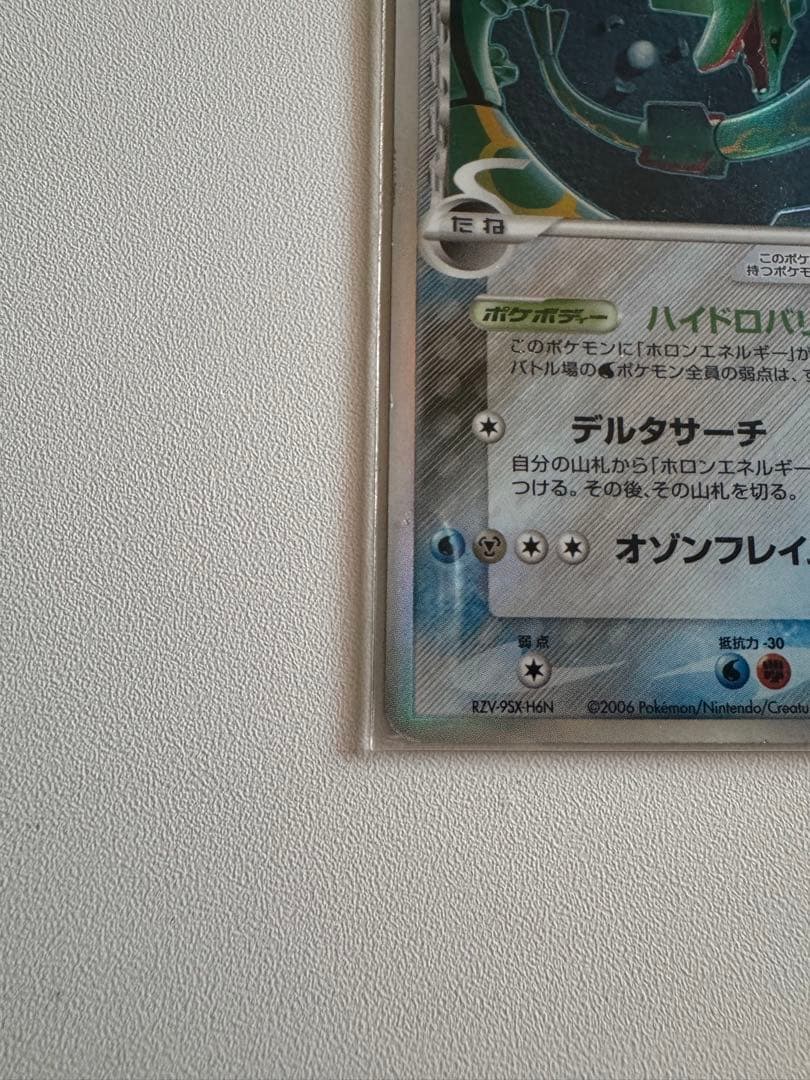 たね
このポケ
持つポケモ
ポケボディー ハイドロバリ
このポケモンに「ホロンエネルギー」が
バトル場のポケモン全員の弱点は、す
デルタサーチ
自分の山札から「ホロンエネルギー
つける。その後、その山札を切る。
オゾンフレイム
弱点 抵抗力 -30
RZV-9SX-H6N ©2006 Pokémon/Nintendo/Creatu